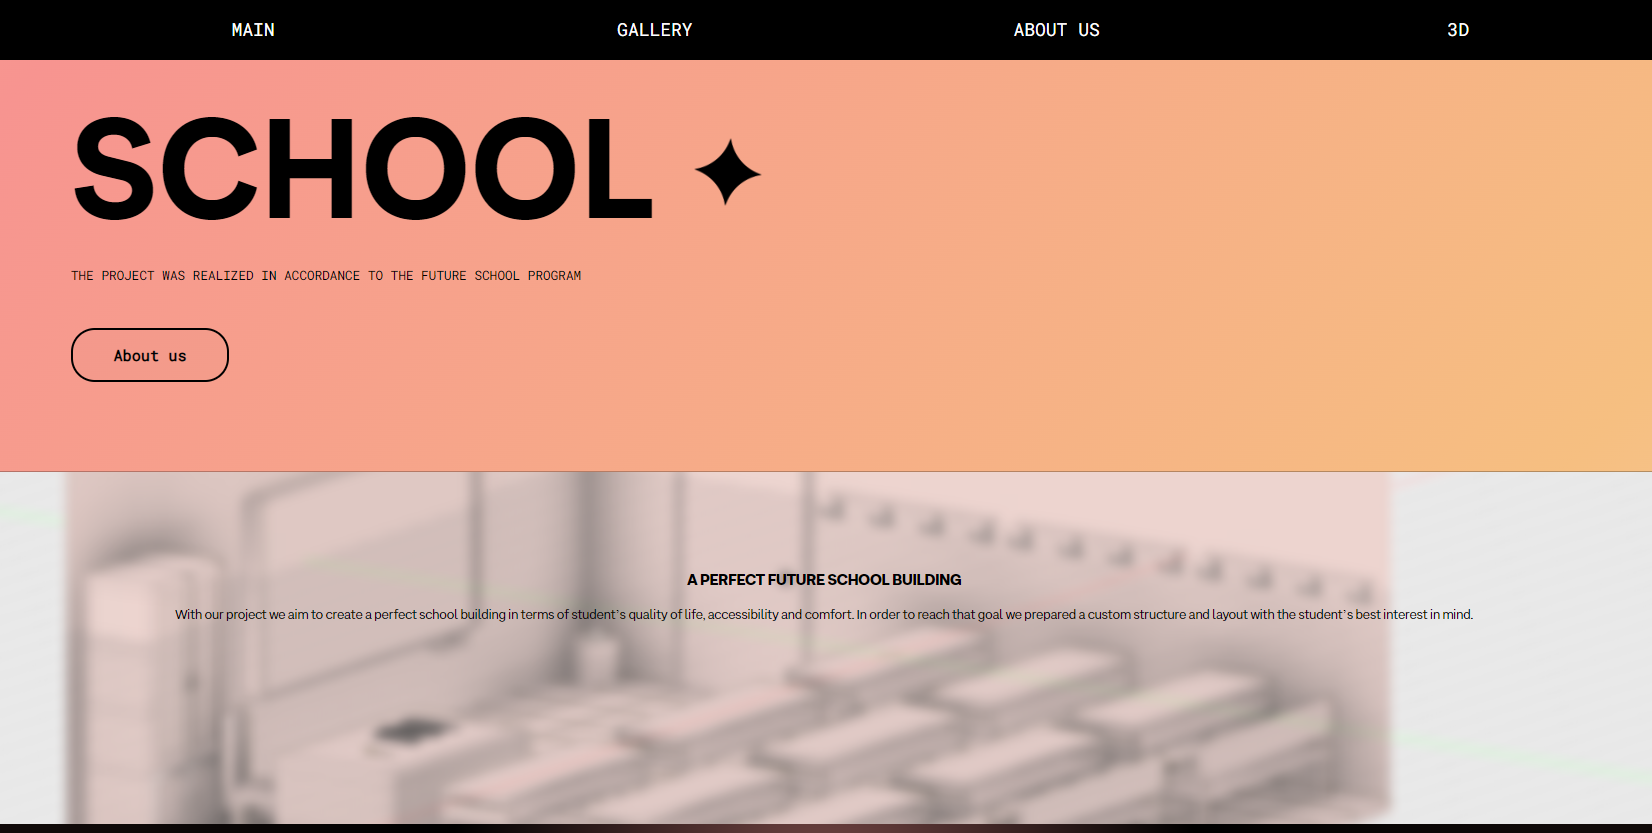 MAIN GALLERY ABOUT US 3D
SCHOOL
THE PROJECT WAS REALIZED IN ACCORDANCE TO THE FUTURE SCHOOL PROGRAM
About us
A PERFECT FUTURE SCHOOL BUILDING
With our project we aim to create a perfect school building in terms of student's quality of life, accessibility and comfort. In order to reach that goal we prepared a custom structure and layout with the student's best interest in mind.